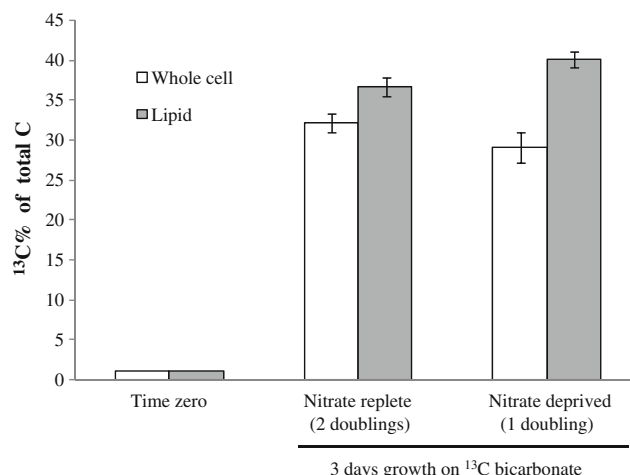 45
40
35
30
25
20
15
10
5
0
¹³C% of total C
Whole cell
Lipid
Time zero
Nitrate replete
(2 doublings)
Nitrate deprived
(1 doubling)
3 days growth on ¹³C bicarbonate